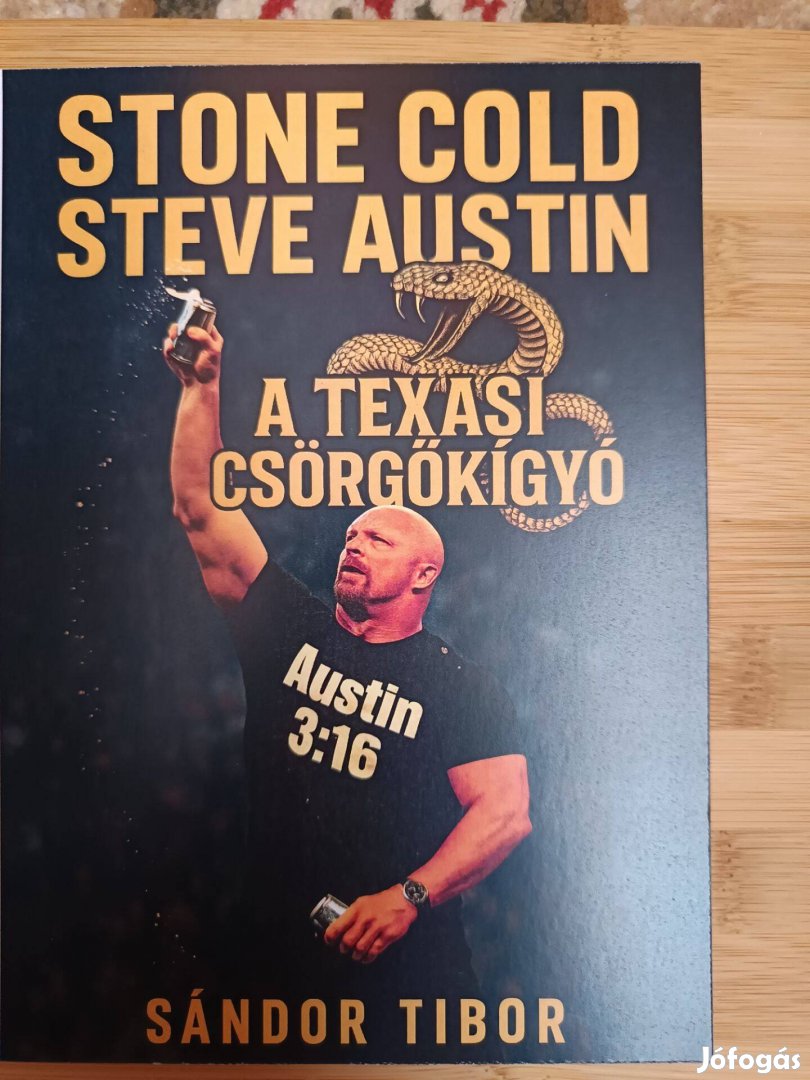 STONE COLD
STEVE AUSTIN
A TEXASI
CSÖRGŐKÍGYÓ
Austin
3:16
SÁNDOR TIBOR
Jófogás